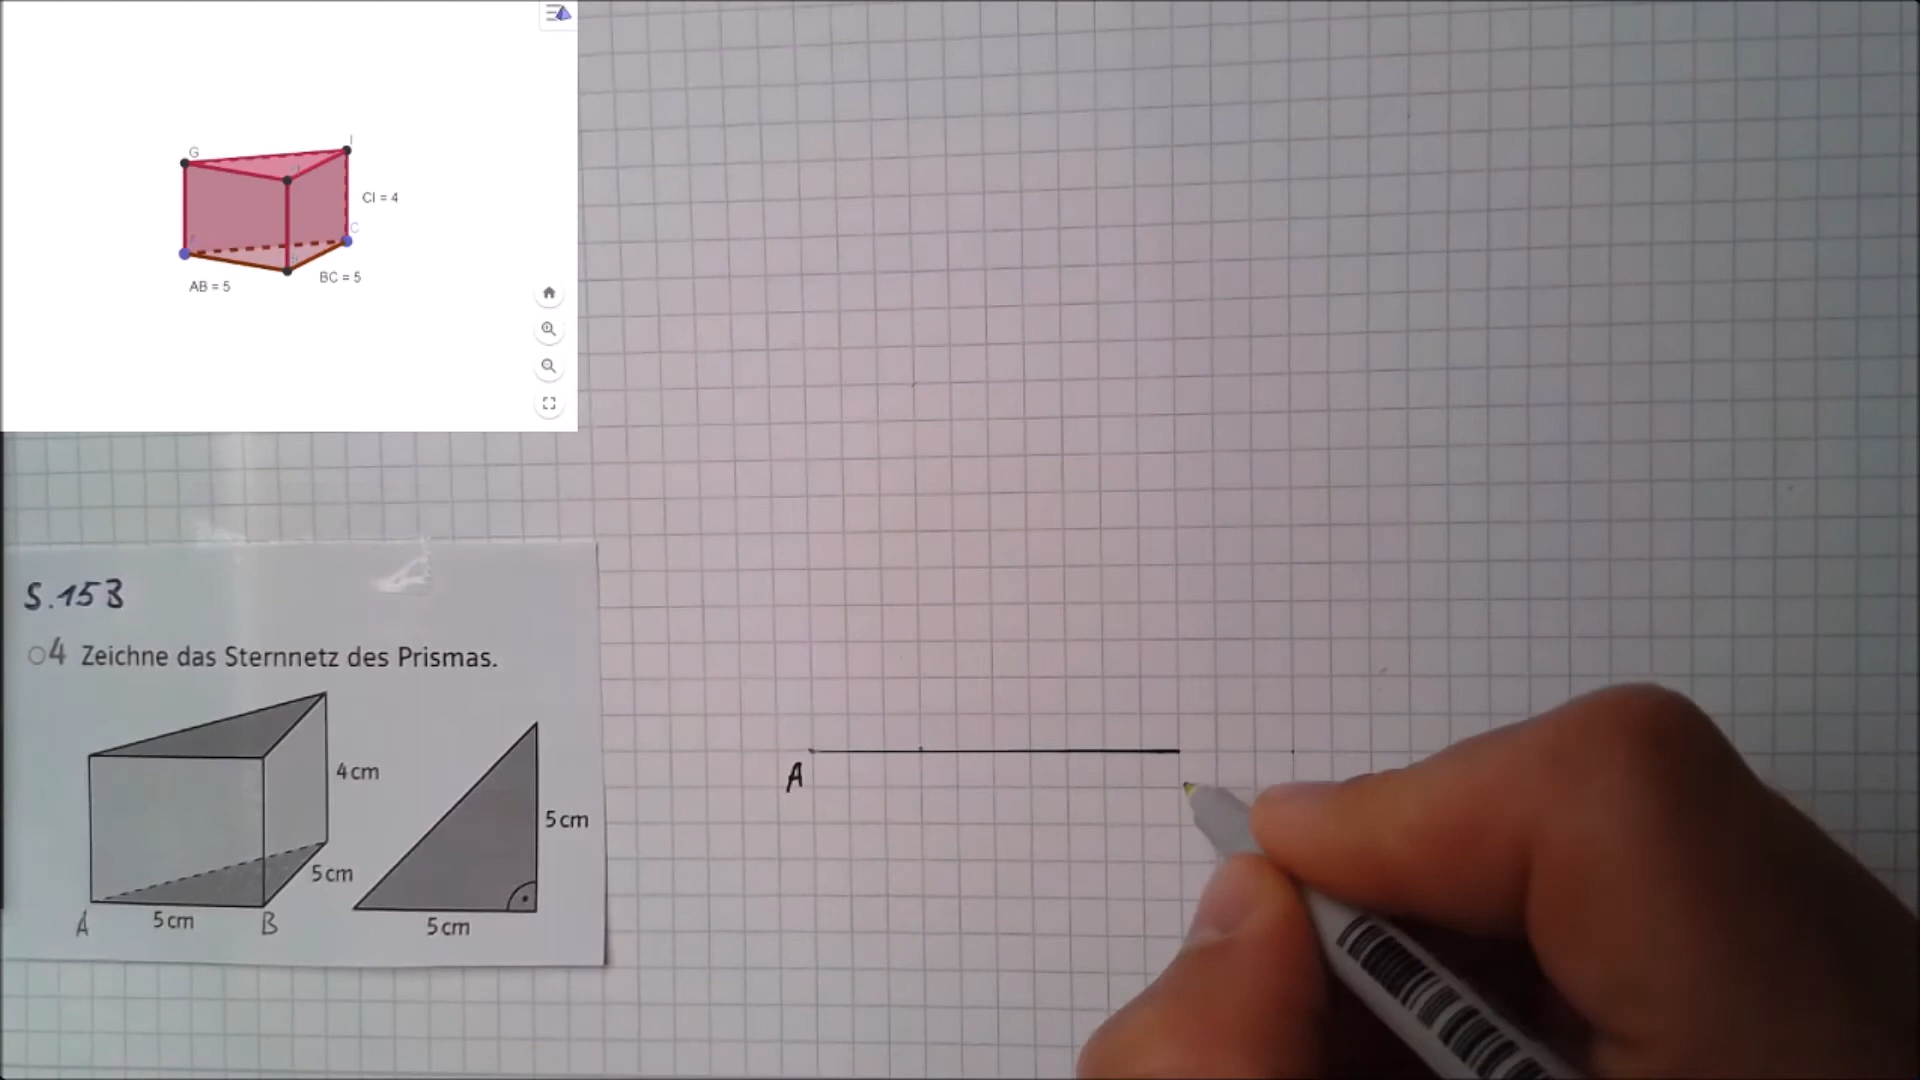 G
I
CI = 4
C
BC = 5
AB = 5
S. 153
4 Zeichne das Sternnetz des Prismas.
4 cm
5 cm
5 cm
A
5 cm
B
5 cm
A